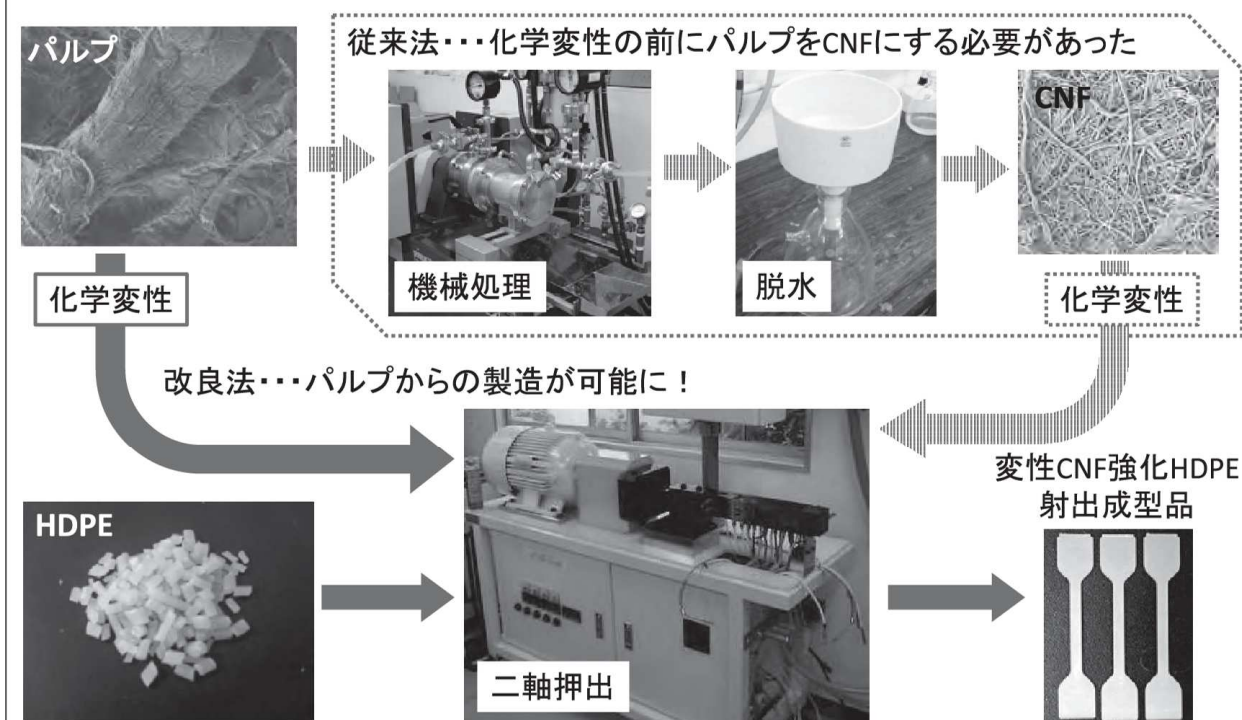 従来法･･･化学変性の前にパルプをCNFにする必要があった
パルプ
CNF
機械処理
脱水
化学変性
化学変性
改良法･･･パルプからの製造が可能に！
変性CNF強化HDPE
射出成型品
HDPE
二軸押出